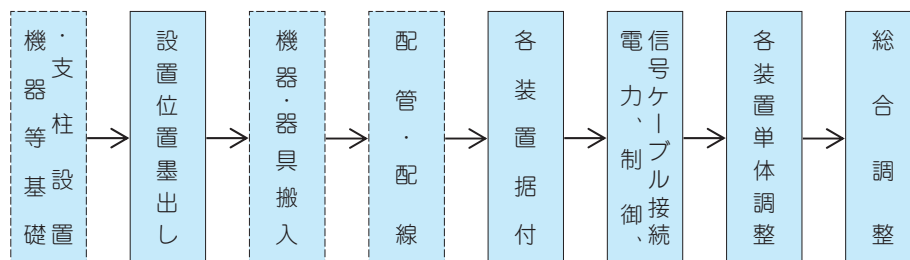 機器等基礎
・支柱設置
設置位置墨出し
機器・器具搬入
配管・配線
各装置据付
電力、制御、
信号ケーブル接続
各装置単体調整
総合調整